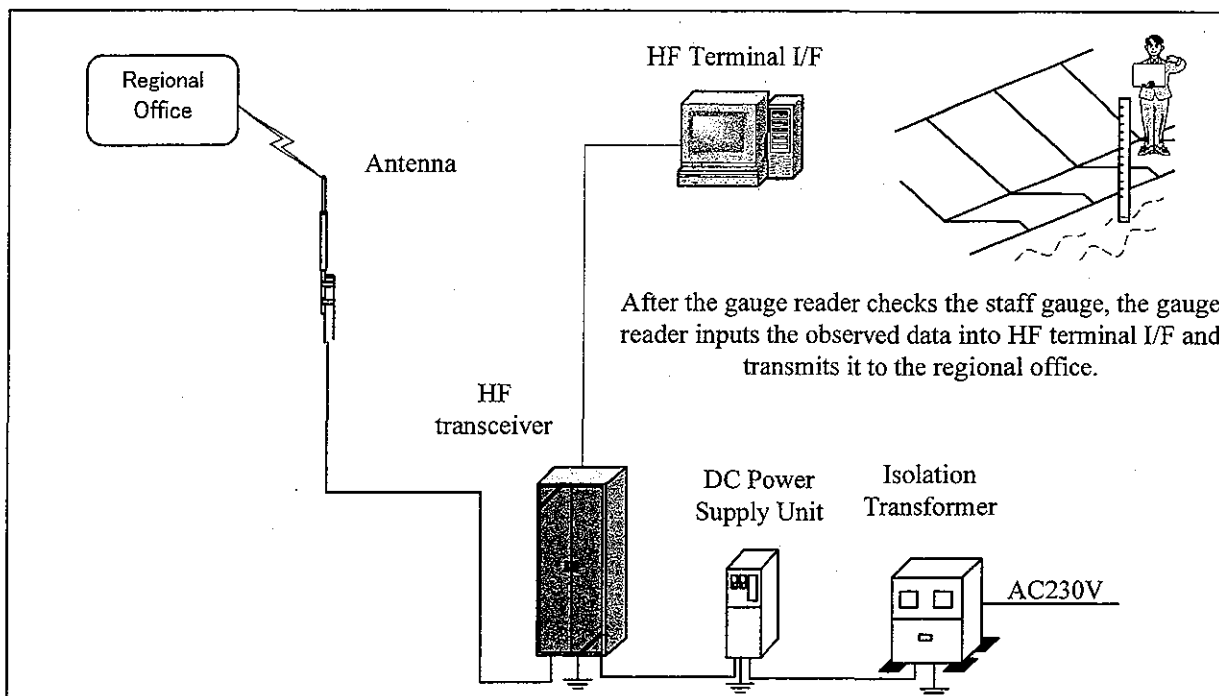 Regional
Office
HF Terminal I/F
Antenna
After the gauge reader checks the staff gauge, the gauge
reader inputs the observed data into HF terminal I/F and
transmits it to the regional office.
HF
transceiver
DC Power
Supply Unit
Isolation
Transformer
AC230V